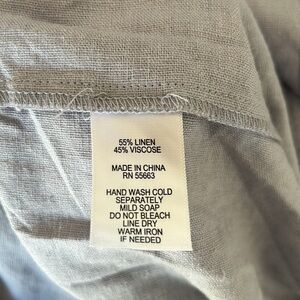 55% LINEN
45% VISCOSE
MADE IN CHINA
RN 55663
HAND WASH COLD
SEPARATELY
MILD SOAP
DO NOT BLEACH
LINE DRY
WARM IRON
IF NEEDED